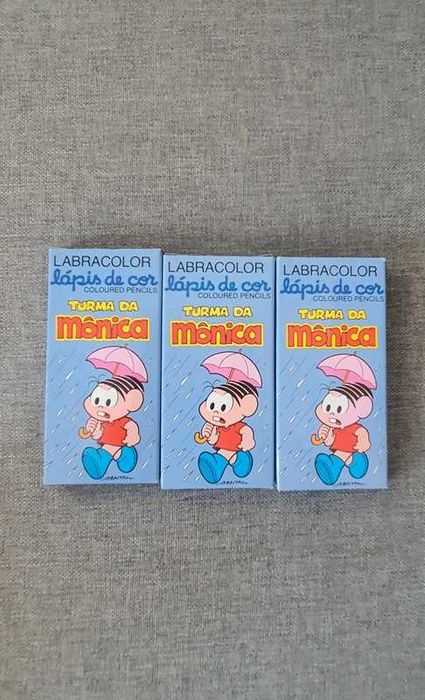 LABRACOLOR
lápis de cor
COLOURED PENCILS
TURMA DA
mônica
LABRACOLOR
lápis de cor
COLOURED PENCILS
TURMA DA
mônica
LABRACOLOR
lápis de cor
COLOURED PENCILS
TURMA DA
mônica